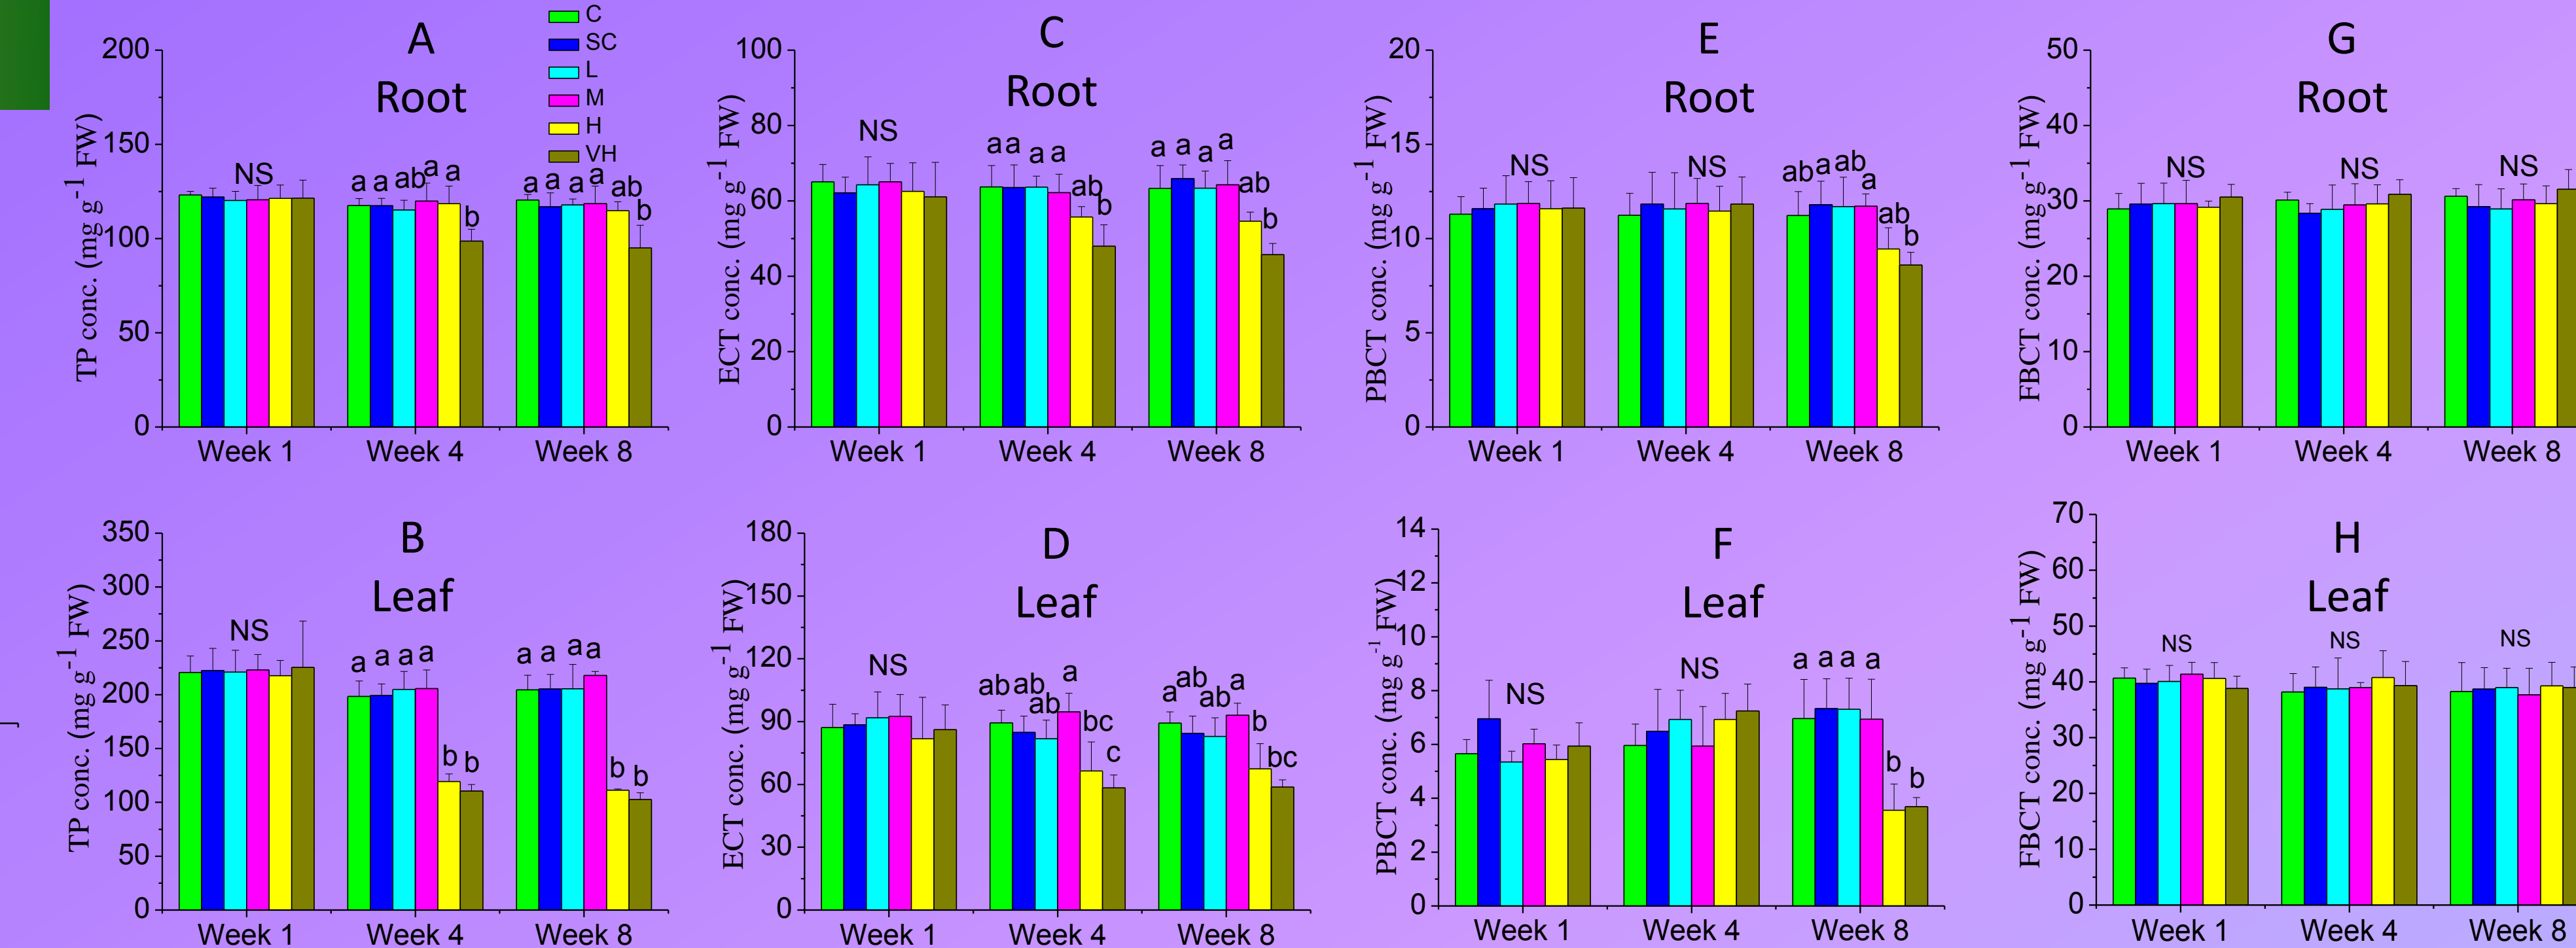 A
Root
C
SC
L
M
H
VH
TP conc. (mg g-1 FW)
200
150
100
50
0
NS
a a ab a a b
a a a a ab b
Week 1 Week 4 Week 8
C
Root
ECT conc. (mg g-1 FW)
100
80
60
40
20
0
NS
a a a a ab b
a a a a ab b
Week 1 Week 4 Week 8
E
Root
PBCT conc. (mg g-1 FW)
20
15
10
5
0
NS
NS
ab a ab a ab b
Week 1 Week 4 Week 8
G
Root
FBCT conc. (mg g-1 FW)
50
40
30
20
10
0
NS
NS
NS
Week 1 Week 4 Week 8
B
Leaf
TP conc. (mg g-1 FW)
350
300
250
200
150
100
50
0
NS
a a a a b b
a a a a b b
Week 1 Week 4 Week 8
D
Leaf
ECT conc. (mg g-1 FW)
180
150
120
90
60
30
0
NS
ab ab ab a bc c
a ab ab a b bc
Week 1 Week 4 Week 8
F
Leaf
PBCT conc. (mg g-1 FW)
14
12
10
8
6
4
2
0
NS
NS
a a a a b b
Week 1 Week 4 Week 8
H
Leaf
FBCT conc. (mg g-1 FW)
70
60
50
40
30
20
10
0
NS
NS
NS
Week 1 Week 4 Week 8